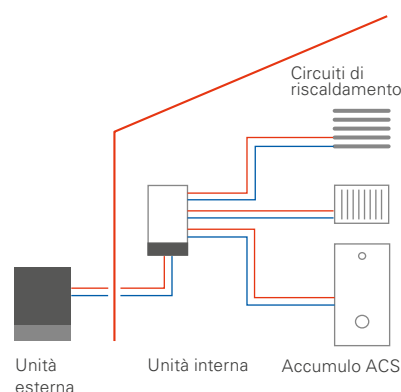 Circuiti di
riscaldamento
Unità
esterna
Unità interna
Accumulo ACS